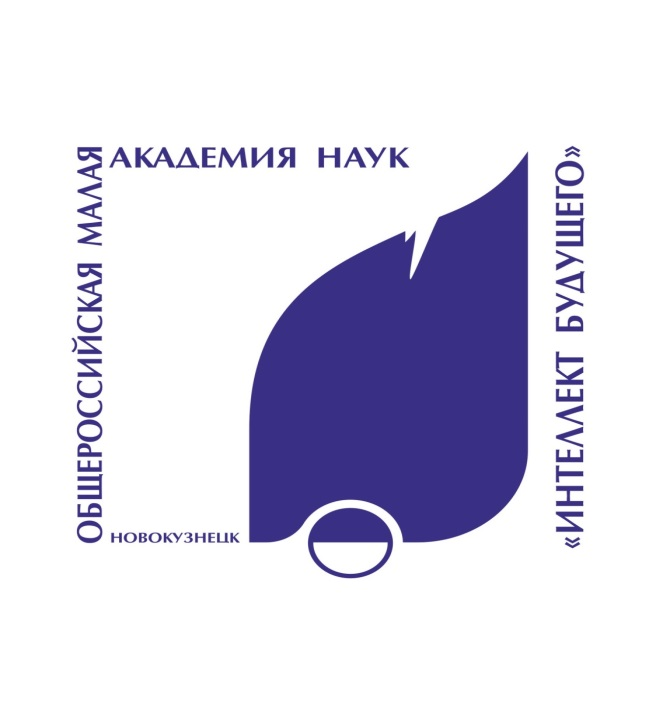 ОБЩЕРОССИЙСКАЯ МАЛАЯ
АКАДЕМИЯ НАУК
«ИНТЕЛЛЕКТ БУДУЩЕГО»
НОВОКУЗНЕЦК